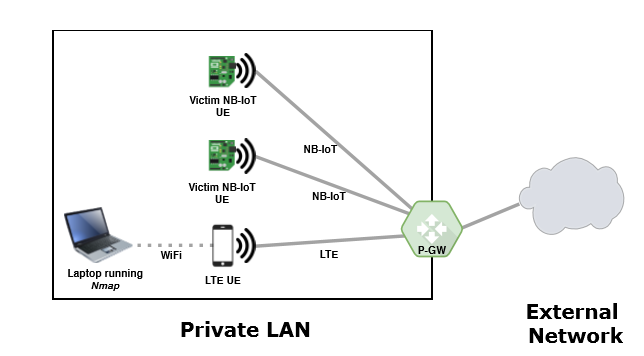 Victim NB-IoT
UE
NB-IoT
Victim NB-IoT
UE
NB-IoT
P-GW
WiFi
LTE
Laptop running
Nmap
LTE UE
Private LAN
External
Network